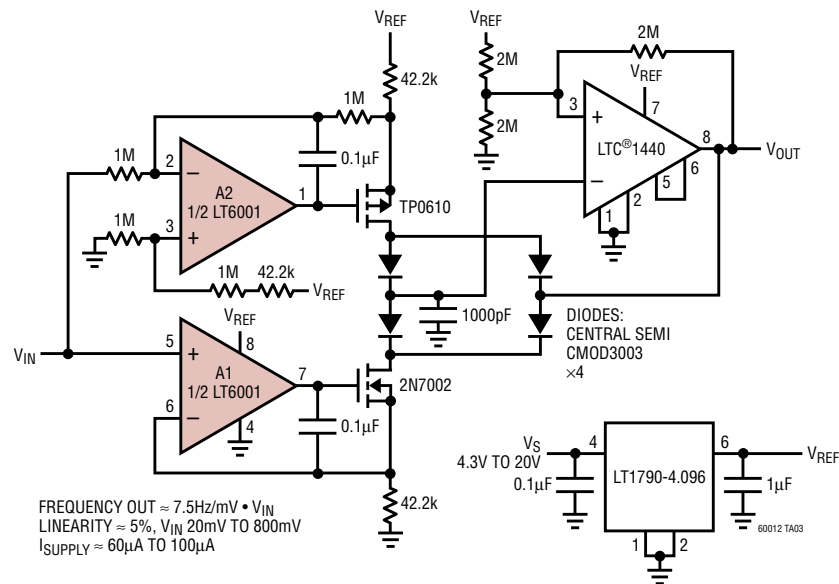 VREF
42.2k
1M
0.1µF
1M
2
−
A2
1/2 LT6001
1
TP0610
1M
3
+
1M
42.2k
VREF
VREF
2M
2M
2M
VREF
3
+
7
LTC®1440
8
VOUT
−
6
5
2
1
1000pF
DIODES:
CENTRAL SEMI
CMOD3003
×4
VIN
VREF
5
+
8
A1
1/2 LT6001
7
2N7002
6
−
4
0.1µF
42.2k
VS
4.3V TO 20V
4
LT1790-4.096
6
VREF
0.1µF
1µF
1
2
60012 TA03
FREQUENCY OUT ≈ 7.5Hz/mV • VIN
LINEARITY ≈ 5%, VIN 20mV TO 800mV
ISUPPLY ≈ 60µA TO 100µA